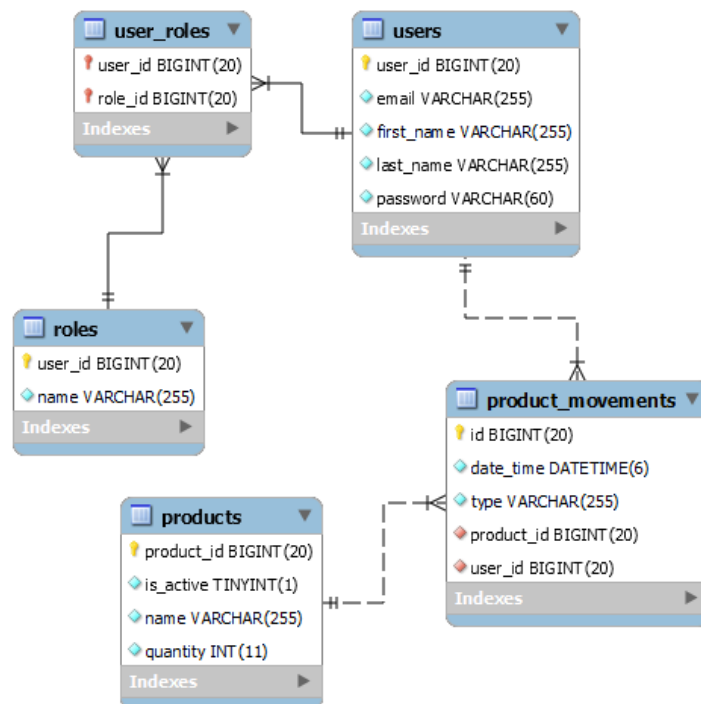 user_roles
user_id BIGINT(20)
role_id BIGINT(20)
Indexes
users
user_id BIGINT(20)
email VARCHAR(255)
first_name VARCHAR(255)
last_name VARCHAR(255)
password VARCHAR(60)
Indexes
roles
user_id BIGINT(20)
name VARCHAR(255)
Indexes
product_movements
id BIGINT(20)
date_time DATETIME(6)
type VARCHAR(255)
product_id BIGINT(20)
user_id BIGINT(20)
Indexes
products
product_id BIGINT(20)
is_active TINYINT(1)
name VARCHAR(255)
quantity INT(11)
Indexes